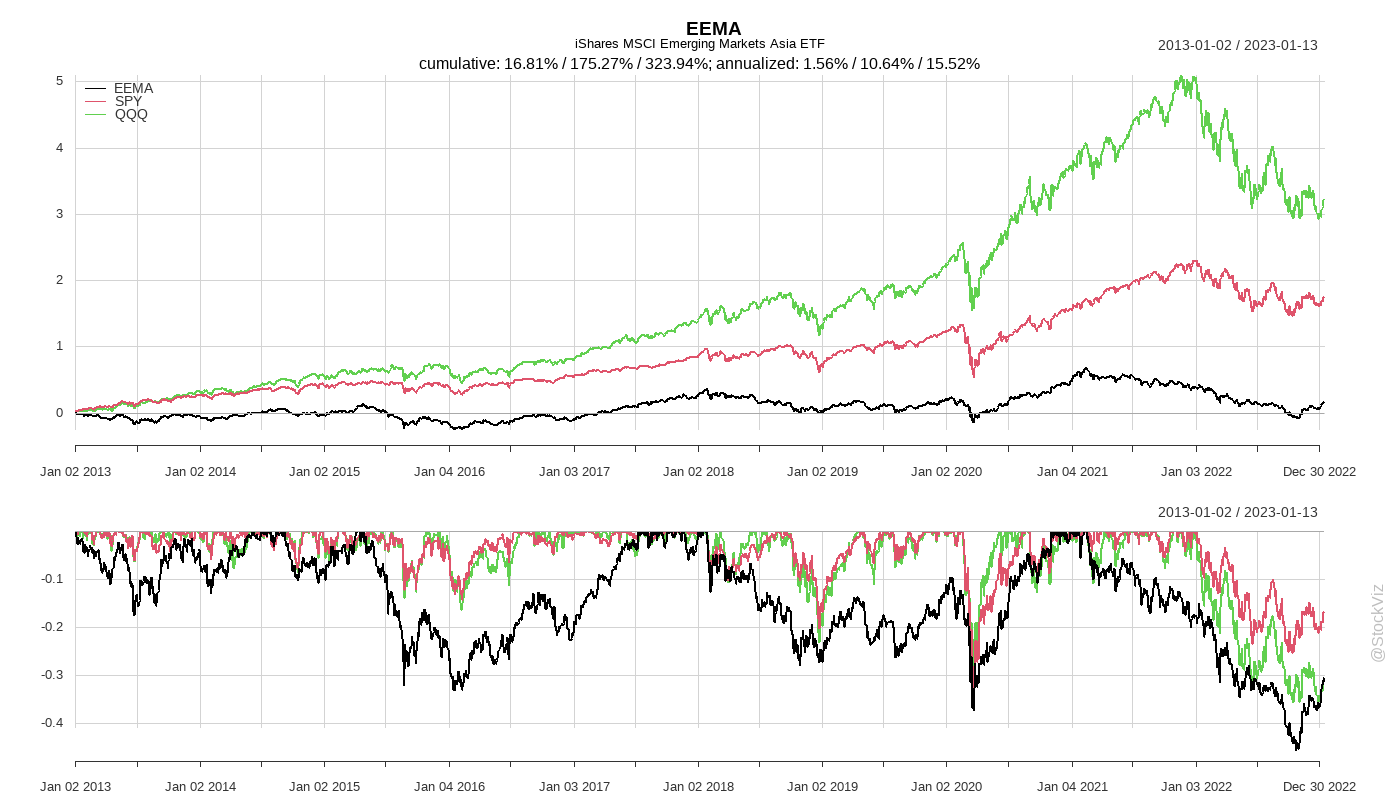 EEMA
iShares MSCI Emerging Markets Asia ETF
2013-01-02 / 2023-01-13
cumulative: 16.81% / 175.27% / 323.94%; annualized: 1.56% / 10.64% / 15.52%
EEMA
SPY
QQQ
5
4
3
2
1
0
Jan 02 2013 Jan 02 2014 Jan 02 2015 Jan 04 2016 Jan 03 2017 Jan 02 2018 Jan 02 2019 Jan 02 2020 Jan 04 2021 Jan 03 2022 Dec 30 2022
2013-01-02 / 2023-01-13
-0.1
-0.2
-0.3
-0.4
Jan 02 2013 Jan 02 2014 Jan 02 2015 Jan 04 2016 Jan 03 2017 Jan 02 2018 Jan 02 2019 Jan 02 2020 Jan 04 2021 Jan 03 2022 Dec 30 2022
@StockViz